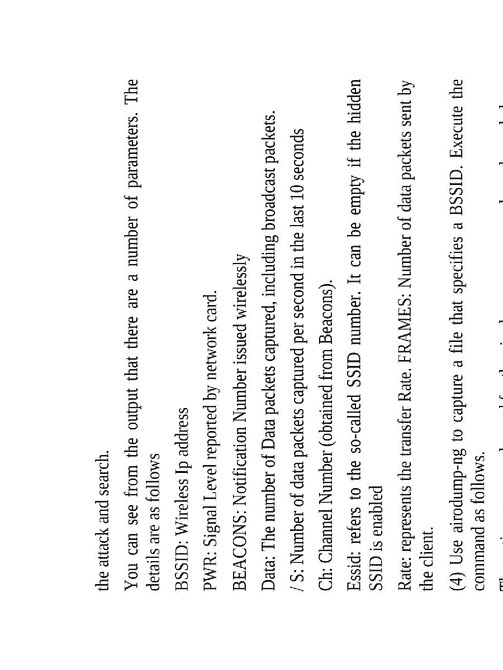 the attack and search.
You can see from the output that there are a number of parameters. The
details are as follows
BSSID: Wireless Ip address
PWR: Signal Level reported by network card.
BEACONS: Notification Number issued wirelessly
Data: The number of Data packets captured, including broadcast packets.
/ S: Number of data packets captured per second in the last 10 seconds
Ch: Channel Number (obtained from Beacons).
Essid: refers to the so-called SSID number. It can be empty if the hidden
SSID is enabled
Rate: represents the transfer Rate. FRAMES: Number of data packets sent by
the client.
(4) Use airodump-ng to capture a file that specifies a BSSID. Execute the
command as follows.